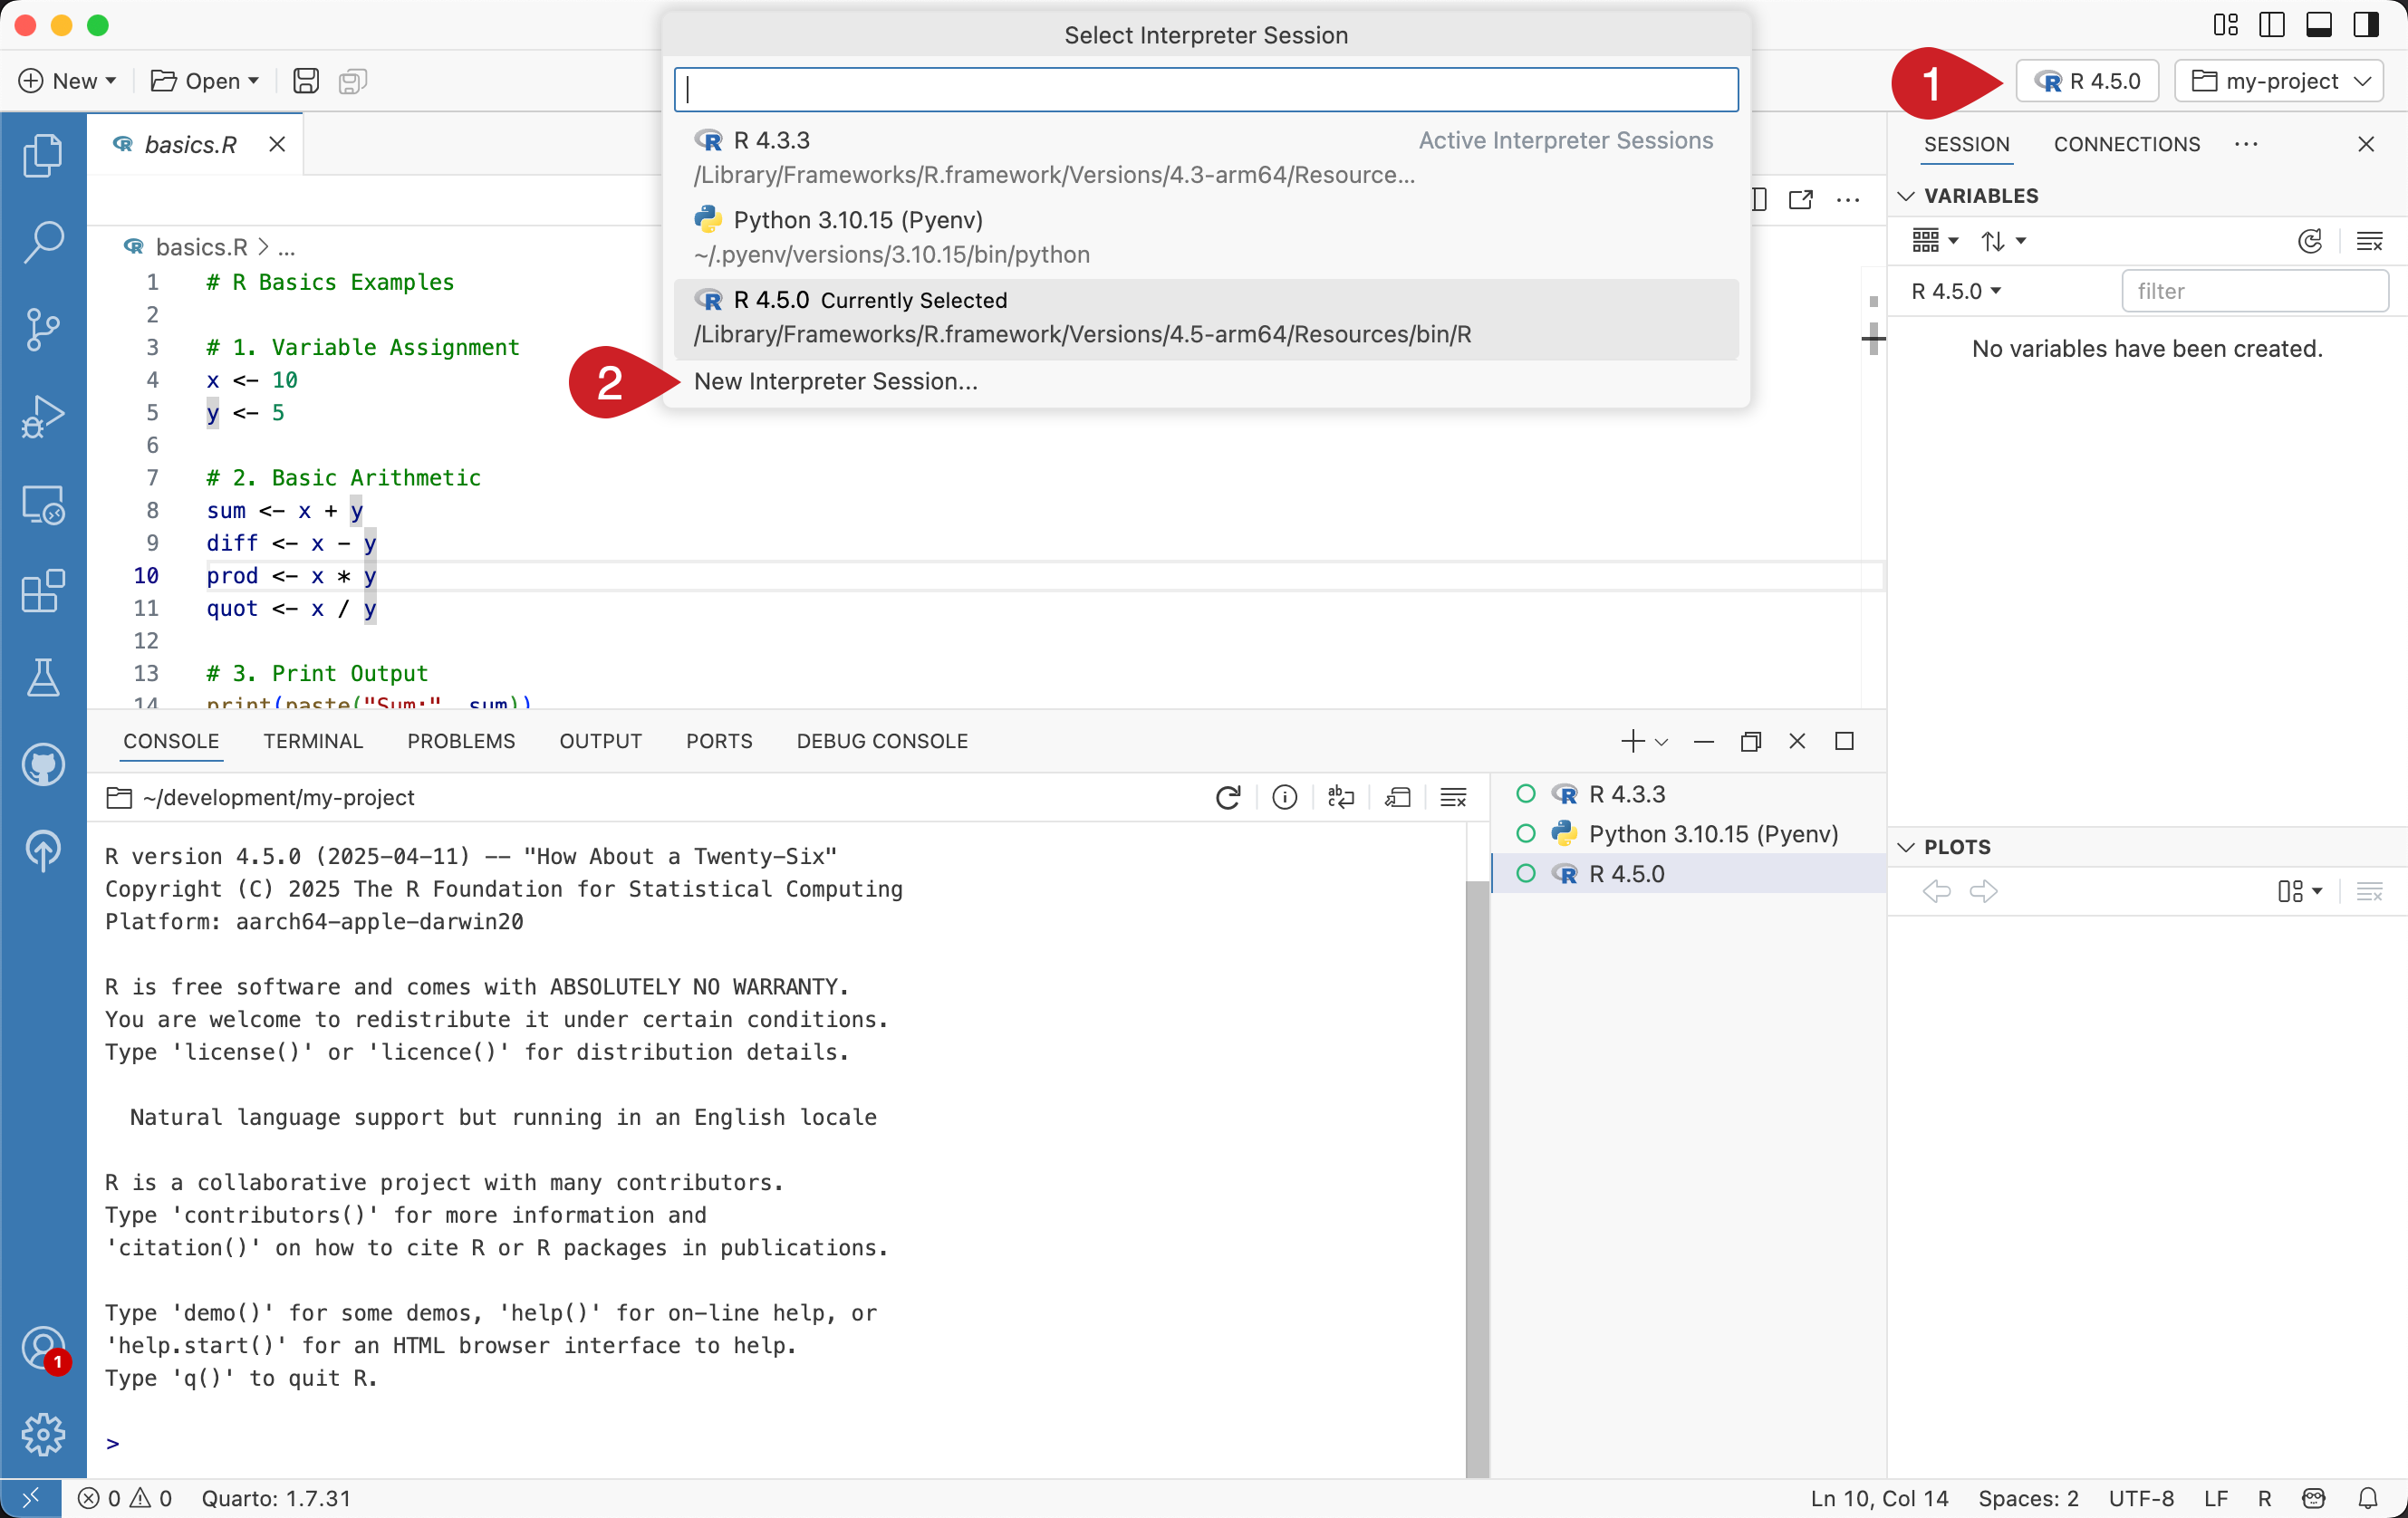 Select Interpreter Session
New
Open
1
R 4.5.0
my-project
R 4.3.3
Active Interpreter Sessions
/Library/Frameworks/R.framework/Versions/4.3-arm64/Resource...
Python 3.10.15 (Pyenv)
~/.pyenv/versions/3.10.15/bin/python
R 4.5.0 Currently Selected
/Library/Frameworks/R.framework/Versions/4.5-arm64/Resources/bin/R
2
New Interpreter Session...
basics.R
basics.R > ...
1 # R Basics Examples
2
3 # 1. Variable Assignment
4 x <- 10
5 y <- 5
6
7 # 2. Basic Arithmetic
8 sum <- x + y
9 diff <- x - y
10 prod <- x * y
11 quot <- x / y
12
13 # 3. Print Output
14 print(paste("Sum:", sum))
SESSION
CONNECTIONS
VARIABLES
R 4.5.0
filter
No variables have been created.
PLOTS
CONSOLE
TERMINAL
PROBLEMS
OUTPUT
PORTS
DEBUG CONSOLE
~/development/my-project
R 4.3.3
Python 3.10.15 (Pyenv)
R 4.5.0
R version 4.5.0 (2025-04-11) -- "How About a Twenty-Six"
Copyright (C) 2025 The R Foundation for Statistical Computing
Platform: aarch64-apple-darwin20
R is free software and comes with ABSOLUTELY NO WARRANTY.
You are welcome to redistribute it under certain conditions.
Type 'license()' or 'licence()' for distribution details.
Natural language support but running in an English locale
R is a collaborative project with many contributors.
Type 'contributors()' for more information and
'citation()' on how to cite R or R packages in publications.
Type 'demo()' for some demos, 'help()' for on-line help, or
'help.start()' for an HTML browser interface to help.
Type 'q()' to quit R.
>
1
0
0
Quarto: 1.7.31
Ln 10, Col 14
Spaces: 2
UTF-8
LF
R